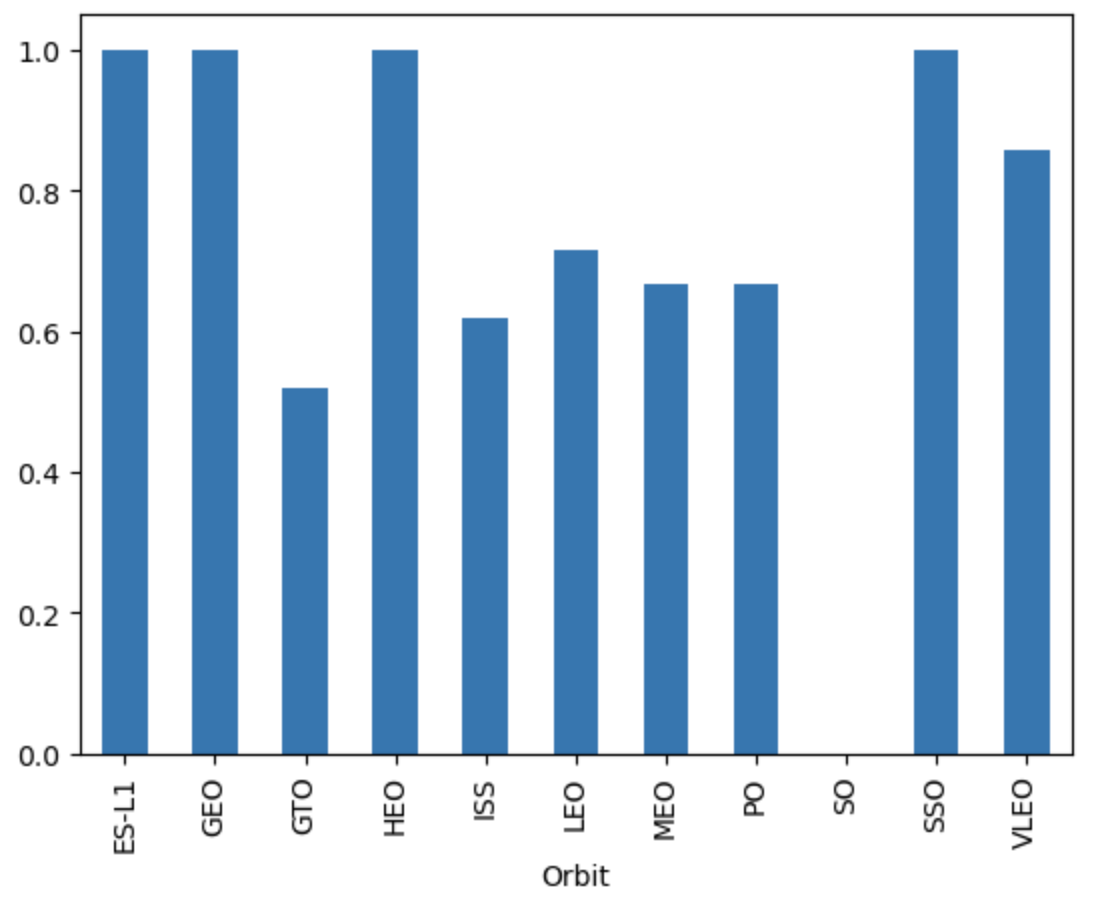 1.0
0.8
0.6
0.4
0.2
0.0
ES-L1
GEO
GTO
HEO
ISS
LEO
MEO
PO
SO
SSO
VLEO
Orbit